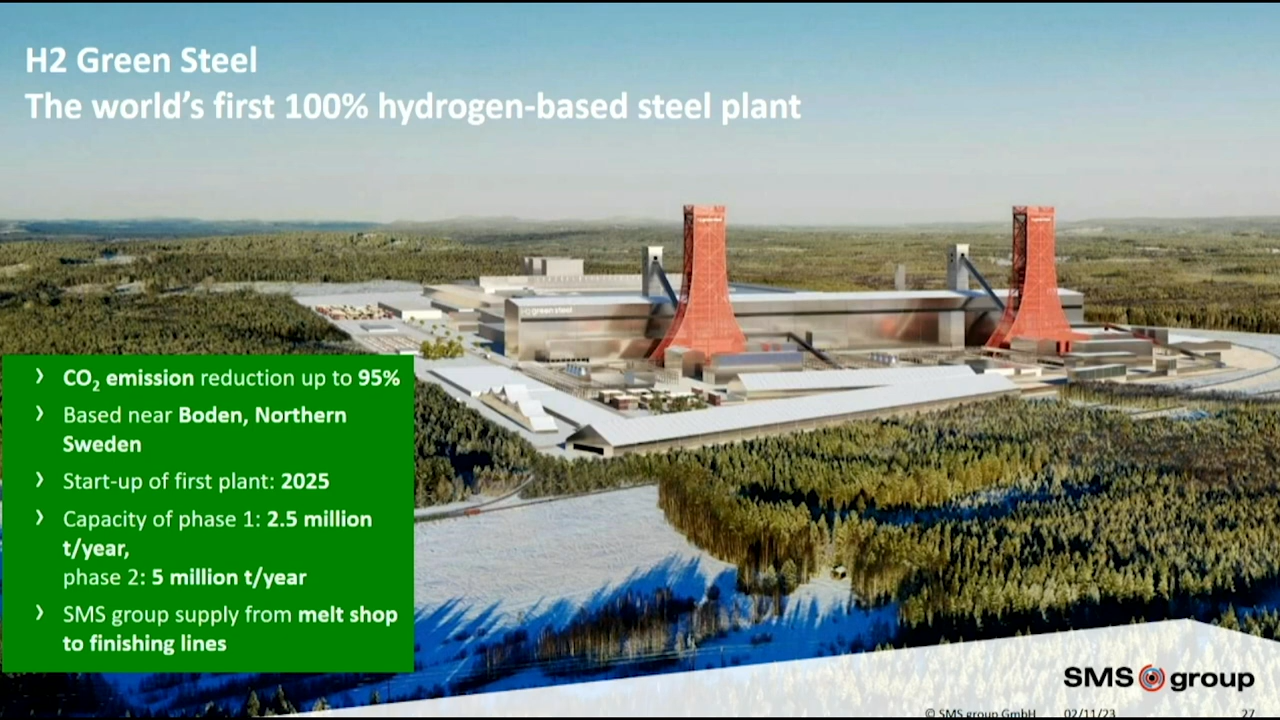 H2 Green Steel
The world's first 100% hydrogen-based steel plant
H2 green steel
› CO₂ emission reduction up to 95%
› Based near Boden, Northern
Sweden
› Start-up of first plant: 2025
› Capacity of phase 1: 2.5 million
t/year,
phase 2: 5 million t/year
› SMS group supply from melt shop
to finishing lines
SMS group
© SMS group GmbH 02/11/23 27